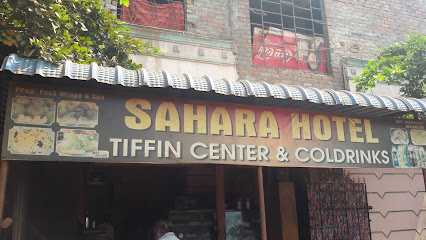 SAHARA HOTEL
TIFFIN CENTER & COLDRINKS